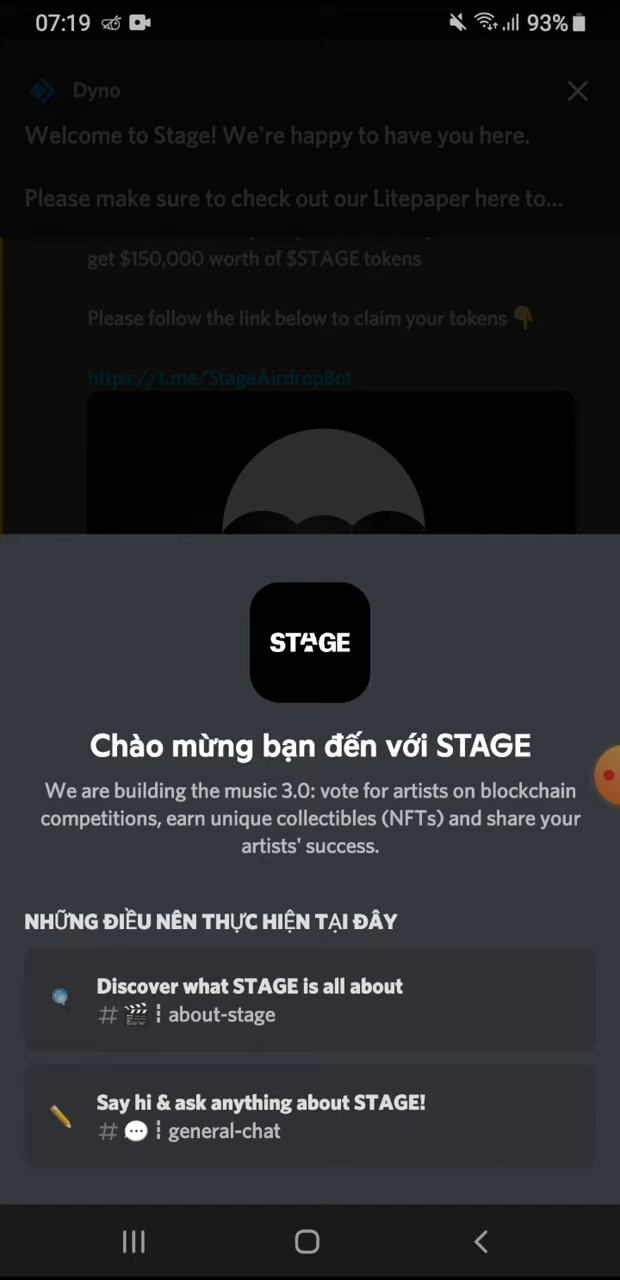 07:19
93%
Dyno
Welcome to Stage! We're happy to have you here.
Please make sure to check out our Litepaper here to...
get $150,000 worth of $STAGE tokens
Please follow the link below to claim your tokens 👇
https://t.me/StageAirdropBot
STAGE
Chào mừng bạn đến với STAGE
We are building the music 3.0: vote for artists on blockchain
competitions, earn unique collectibles (NFTs) and share your
artists' success.
NHỮNG ĐIỀU NÊN THỰC HIỆN TẠI ĐÂY
Discover what STAGE is all about
# 🎬┇about-stage
Say hi & ask anything about STAGE!
# 💬┇general-chat